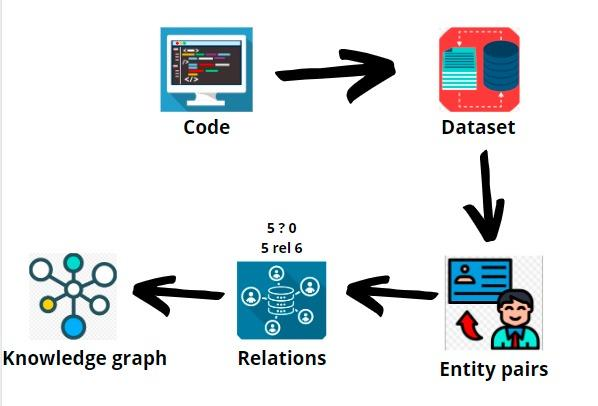 Code
Dataset
5 ? 0
5 rel 6
Knowledge graph
Relations
Entity pairs